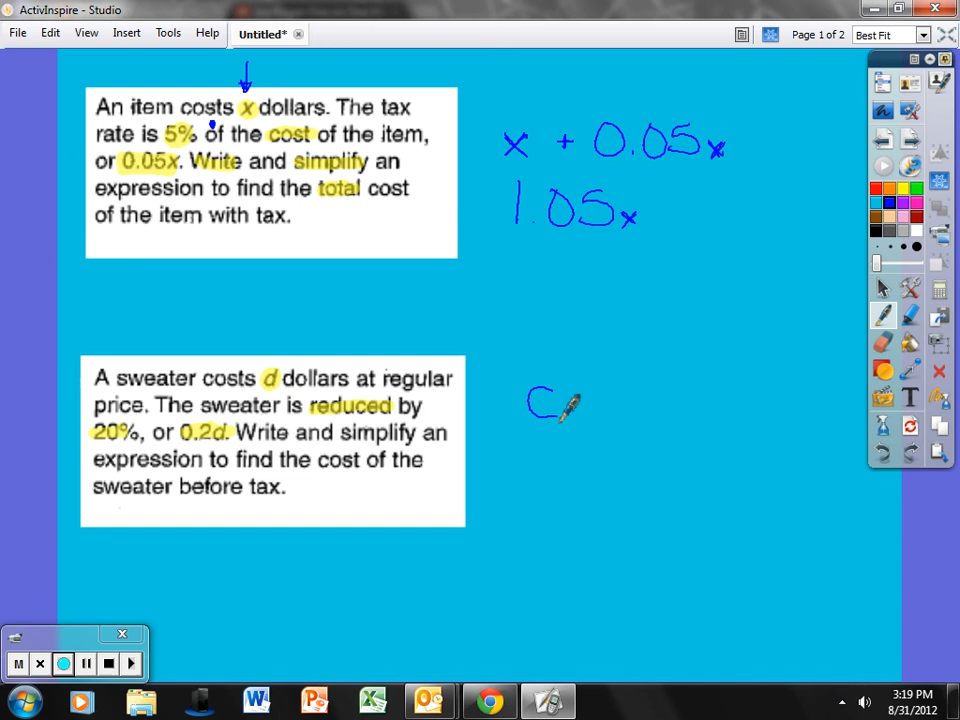 ActivInspire - Studio
File Edit View Insert Tools Help Untitled* Page 1 of 2 Best Fit
An item costs x dollars. The tax
rate is 5% of the cost of the item,
or 0.05x. Write and simplify an
expression to find the total cost
of the item with tax.
x + 0.05x
1.05x
A sweater costs d dollars at regular
price. The sweater is reduced by
20%, or 0.2d. Write and simplify an
expression to find the cost of the
sweater before tax.
C
M
3:19 PM
8/31/2012